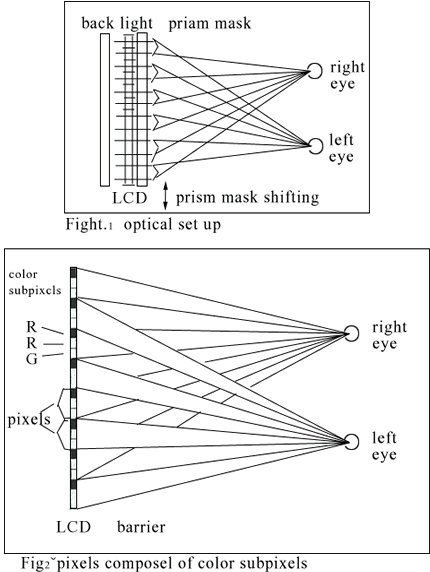 back light priam mask
right
eye
left
eye
LCD
prism mask shifting
Fight.1 optical set up
color
subpixcls
R
R
G
pixels
right
eye
left
eye
LCD barrier
Fig2~pixels composel of color subpixels